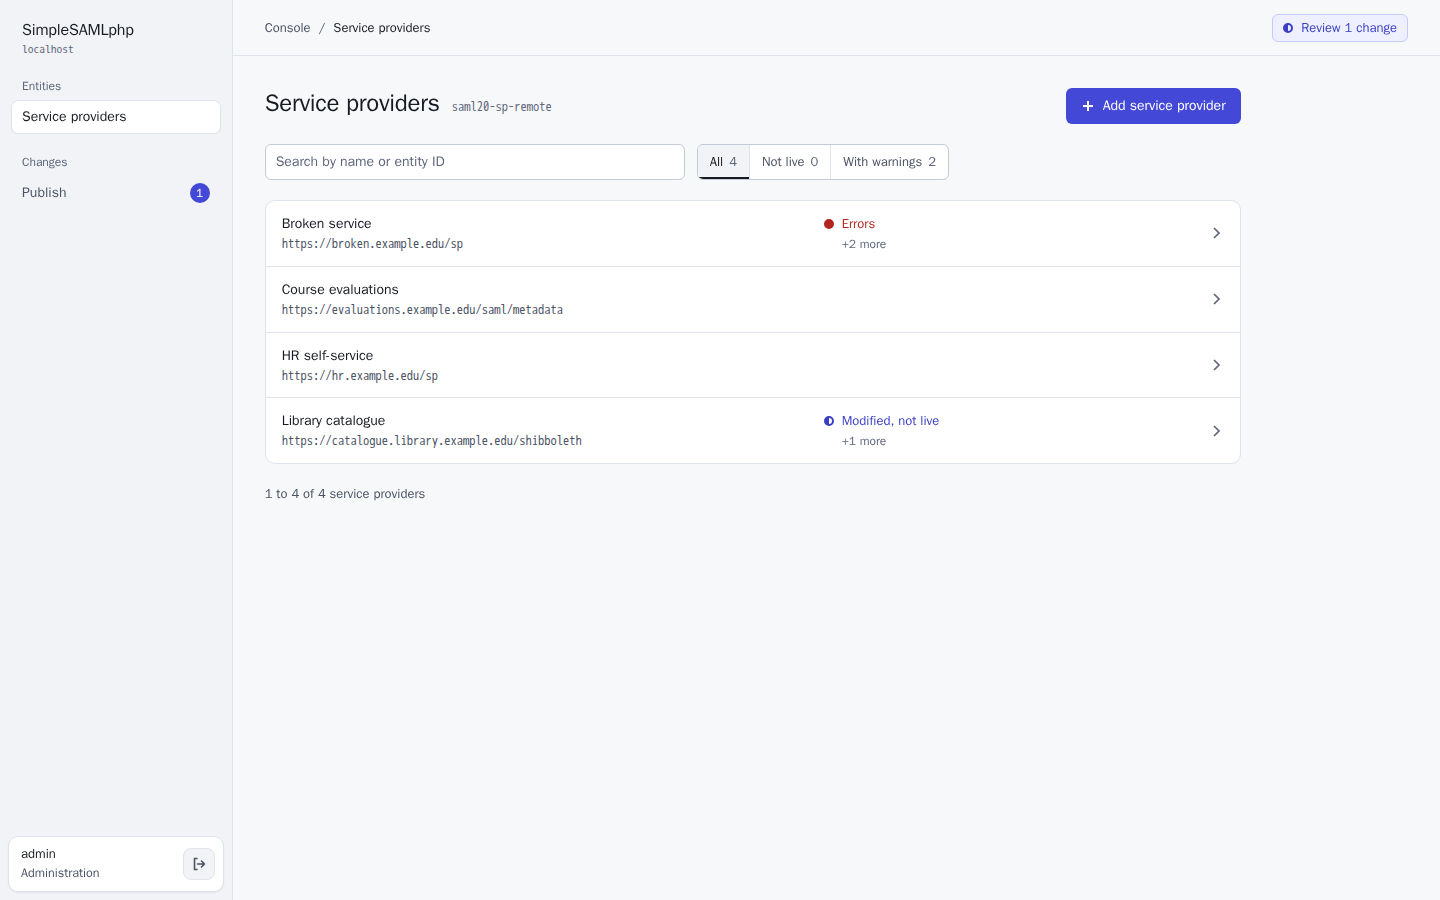 SimpleSAMLphp
localhost
Entities
Service providers
Changes
Publish 1
admin
Administration
Console / Service providers
Review 1 change
Service providers saml20-sp-remote
Add service provider
Search by name or entity ID
All 4 Not live 0 With warnings 2
Broken service
https://broken.example.edu/sp
Errors
+2 more
Course evaluations
https://evaluations.example.edu/saml/metadata
HR self-service
https://hr.example.edu/sp
Library catalogue
https://catalogue.library.example.edu/shibboleth
Modified, not live
+1 more
1 to 4 of 4 service providers